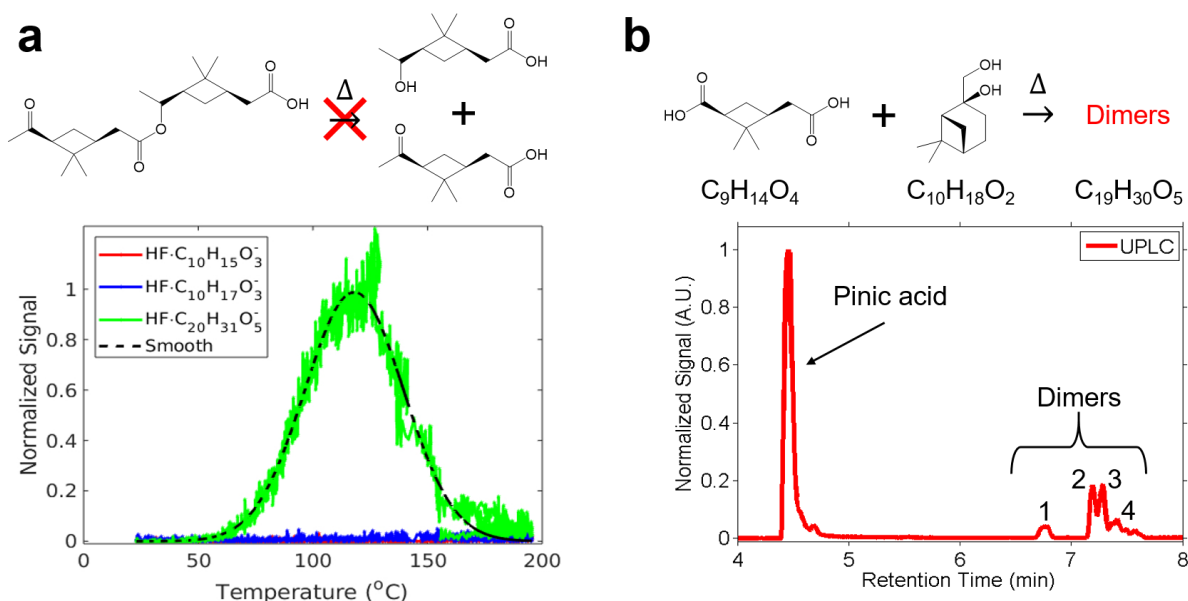 a
O
O
O
O
OH
Δ
→
OH
O
OH
+
O
O
OH
HF·C₁₀H₁₅O₃⁻
HF·C₁₀H₁₇O₃⁻
HF·C₂₀H₃₁O₅⁻
Smooth
Normalized Signal
1
0.8
0.6
0.4
0.2
0
0 50 100 150 200
Temperature (°C)
b
HO
O
O
OH
+
OH
OH
Δ
→
Dimers
C₉H₁₄O₄ C₁₀H₁₈O₂ C₁₉H₃₀O₅
UPLC
Pinic acid
Dimers
1 2 3 4
Normalized Signal (A.U.)
1
0.8
0.6
0.4
0.2
0
4 5 6 7 8
Retention Time (min)